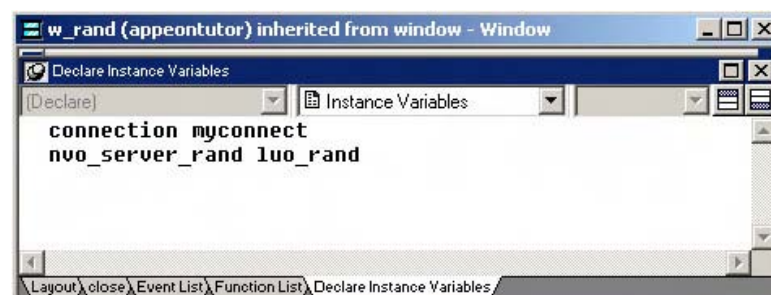 w_rand (appeontutor) inherited from window - Window
Declare Instance Variables
(Declare) Instance Variables
connection myconnect
nvo_server_rand luo_rand
Layout close Event List Function List Declare Instance Variables